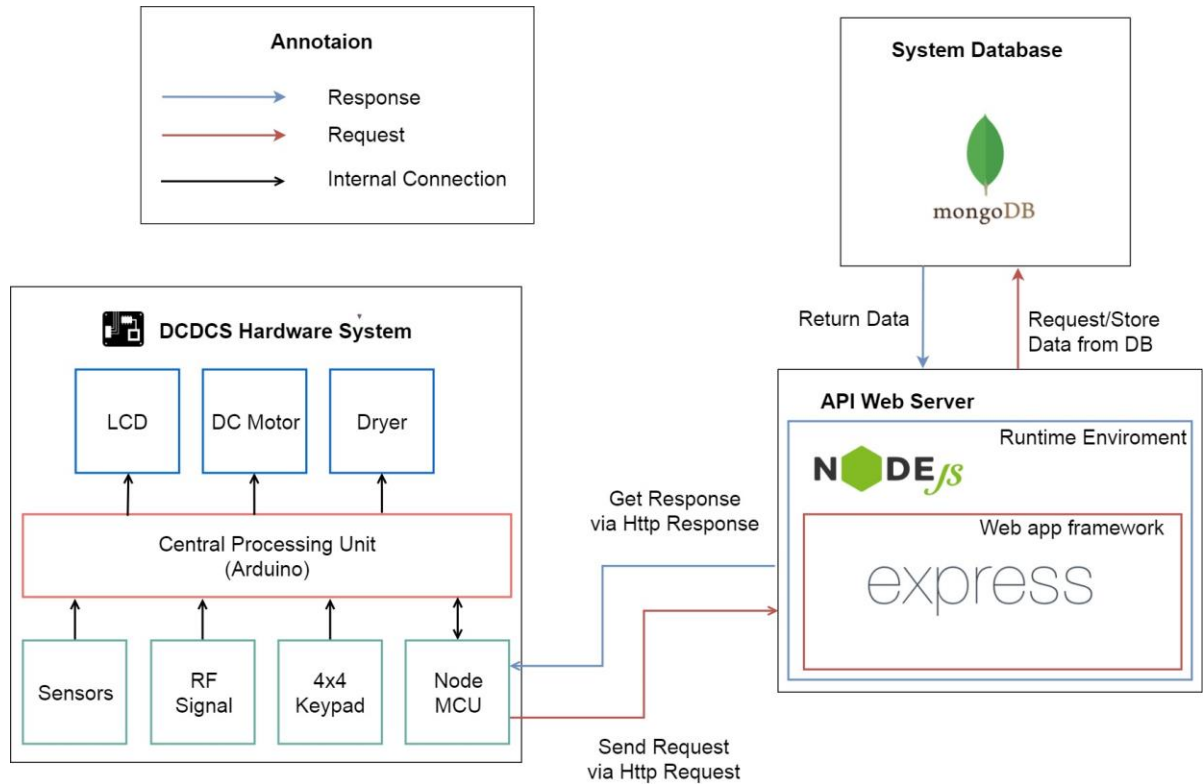 Annotaion
Response
Request
Internal Connection
System Database
mongoDB
Return Data
Request/Store
Data from DB
DCDCS Hardware System
LCD
DC Motor
Dryer
Central Processing Unit
(Arduino)
Sensors
RF
Signal
4x4
Keypad
Node
MCU
Get Response
via Http Response
Send Request
via Http Request
API Web Server
Runtime Enviroment
NODE JS
Web app framework
express